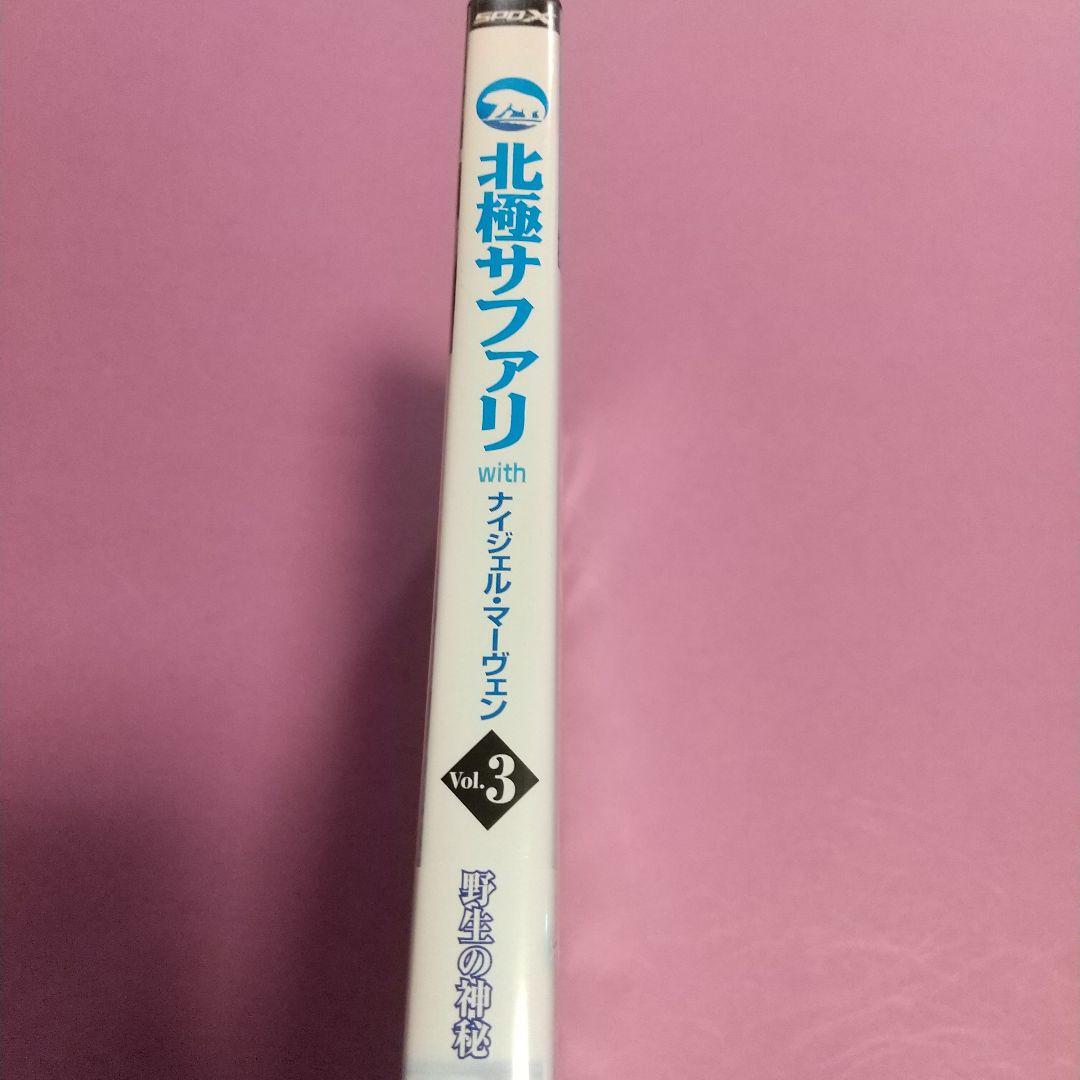 SPOX
北極サファリ
with
ナイジェル・マーヴェン
Vol.3
野生の神秘